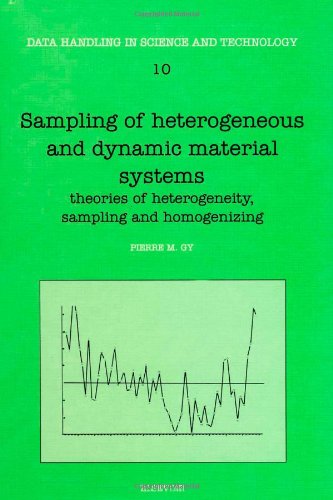 DATA HANDLING IN SCIENCE AND TECHNOLOGY
10
Sampling of heterogeneous
and dynamic material
systems
theories of heterogeneity,
sampling and homogenizing
PIERRE M. GY
ELSEVIER